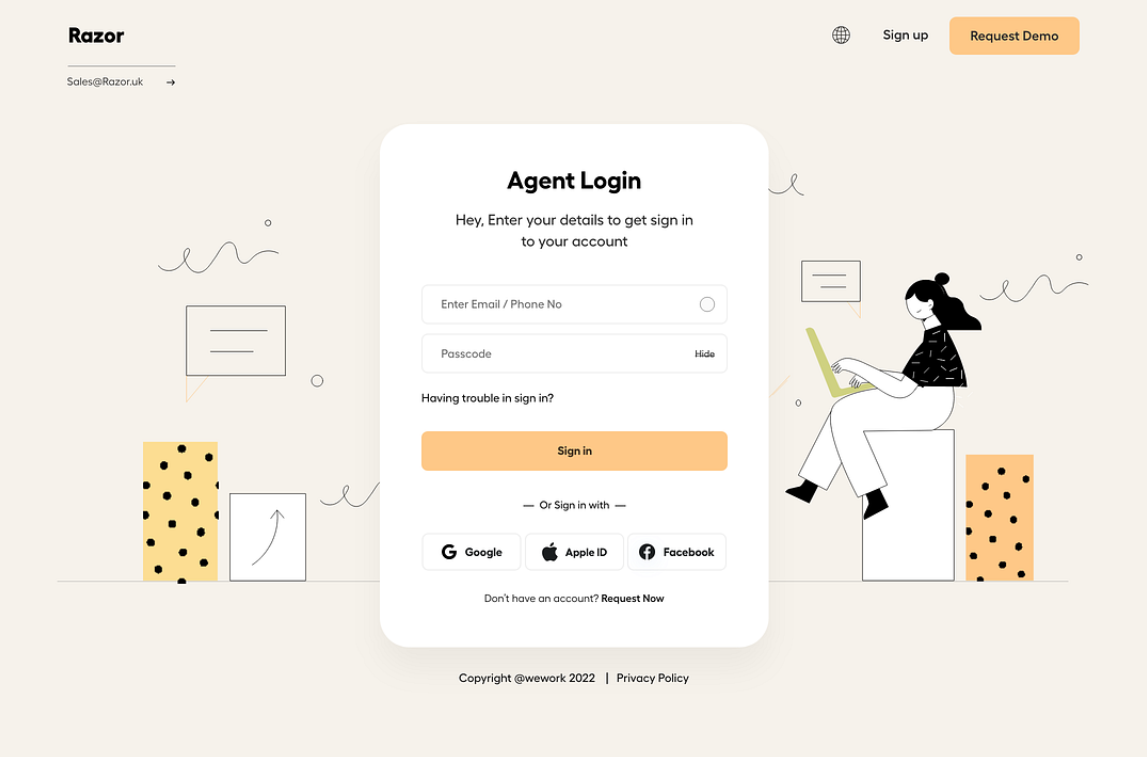 Razor
Sign up
Request Demo
Sales@Razor.uk →
Agent Login
Hey, Enter your details to get sign in
to your account
Enter Email / Phone No
Passcode
Hide
Having trouble in sign in?
Sign in
— Or Sign in with —
Google
Apple ID
Facebook
Don't have an account? Request Now
Copyright @wework 2022 | Privacy Policy